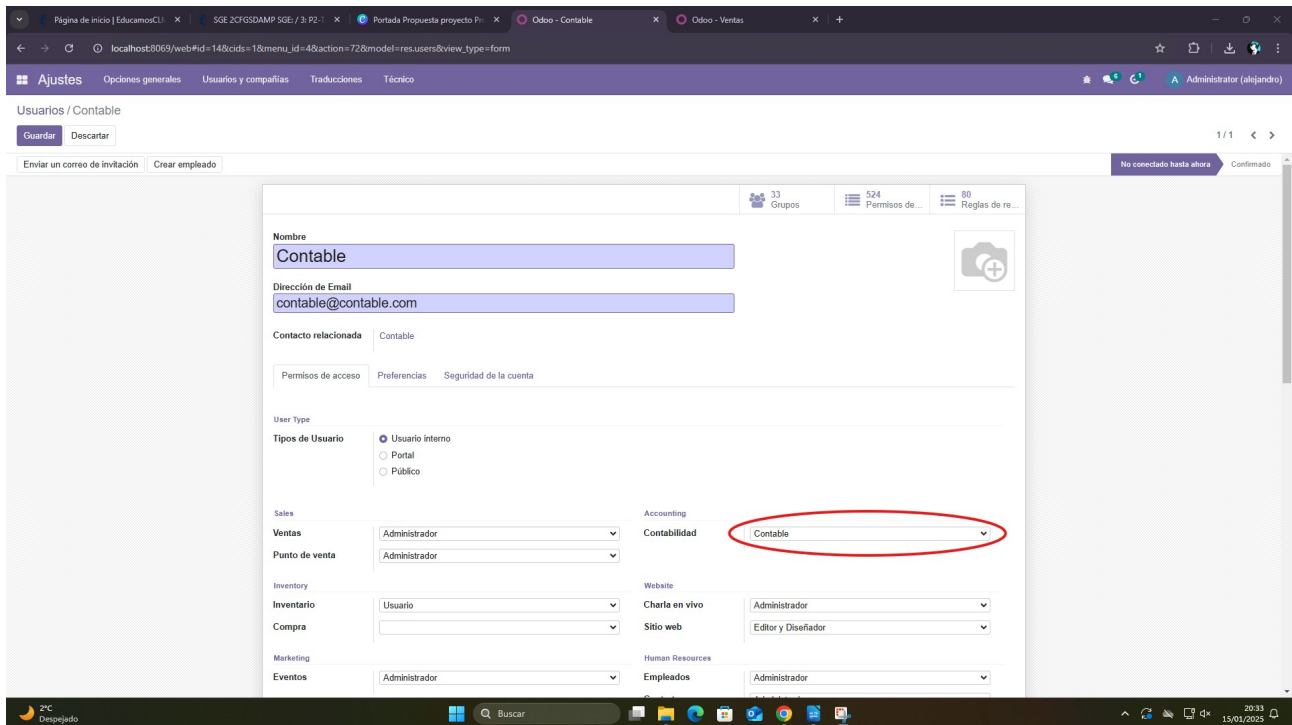 Página de inicio | EducamosCLM
SGE 2CFGSDAMP SGE: / 3: P2-T
Portada Propuesta proyecto Pr
Odoo - Contable
Odoo - Ventas
localhost:8069/web#id=14&cids=1&menu_id=4&action=72&model=res.users&view_type=form
Ajustes Opciones generales Usuarios y compañías Traducciones Técnico
6 1 A Administrator (alejandro)
Usuarios / Contable
Guardar Descartar
1 / 1
Enviar un correo de invitación Crear empleado
No conectado hasta ahora Confirmado
33 Grupos
524 Permisos de...
80 Reglas de re...
Nombre
Contable
Dirección de Email
contable@contable.com
Contacto relacionada Contable
Permisos de acceso Preferencias Seguridad de la cuenta
User Type
Tipos de Usuario Usuario interno
Portal
Público
Sales Accounting
Ventas Administrador Contabilidad Contable
Punto de venta Administrador
Inventory Website
Inventario Usuario Charla en vivo Administrador
Compra Sitio web Editor y Diseñador
Marketing Human Resources
Eventos Administrador Empleados Administrador
2°C
Despejado
Buscar
20:33
15/01/2025